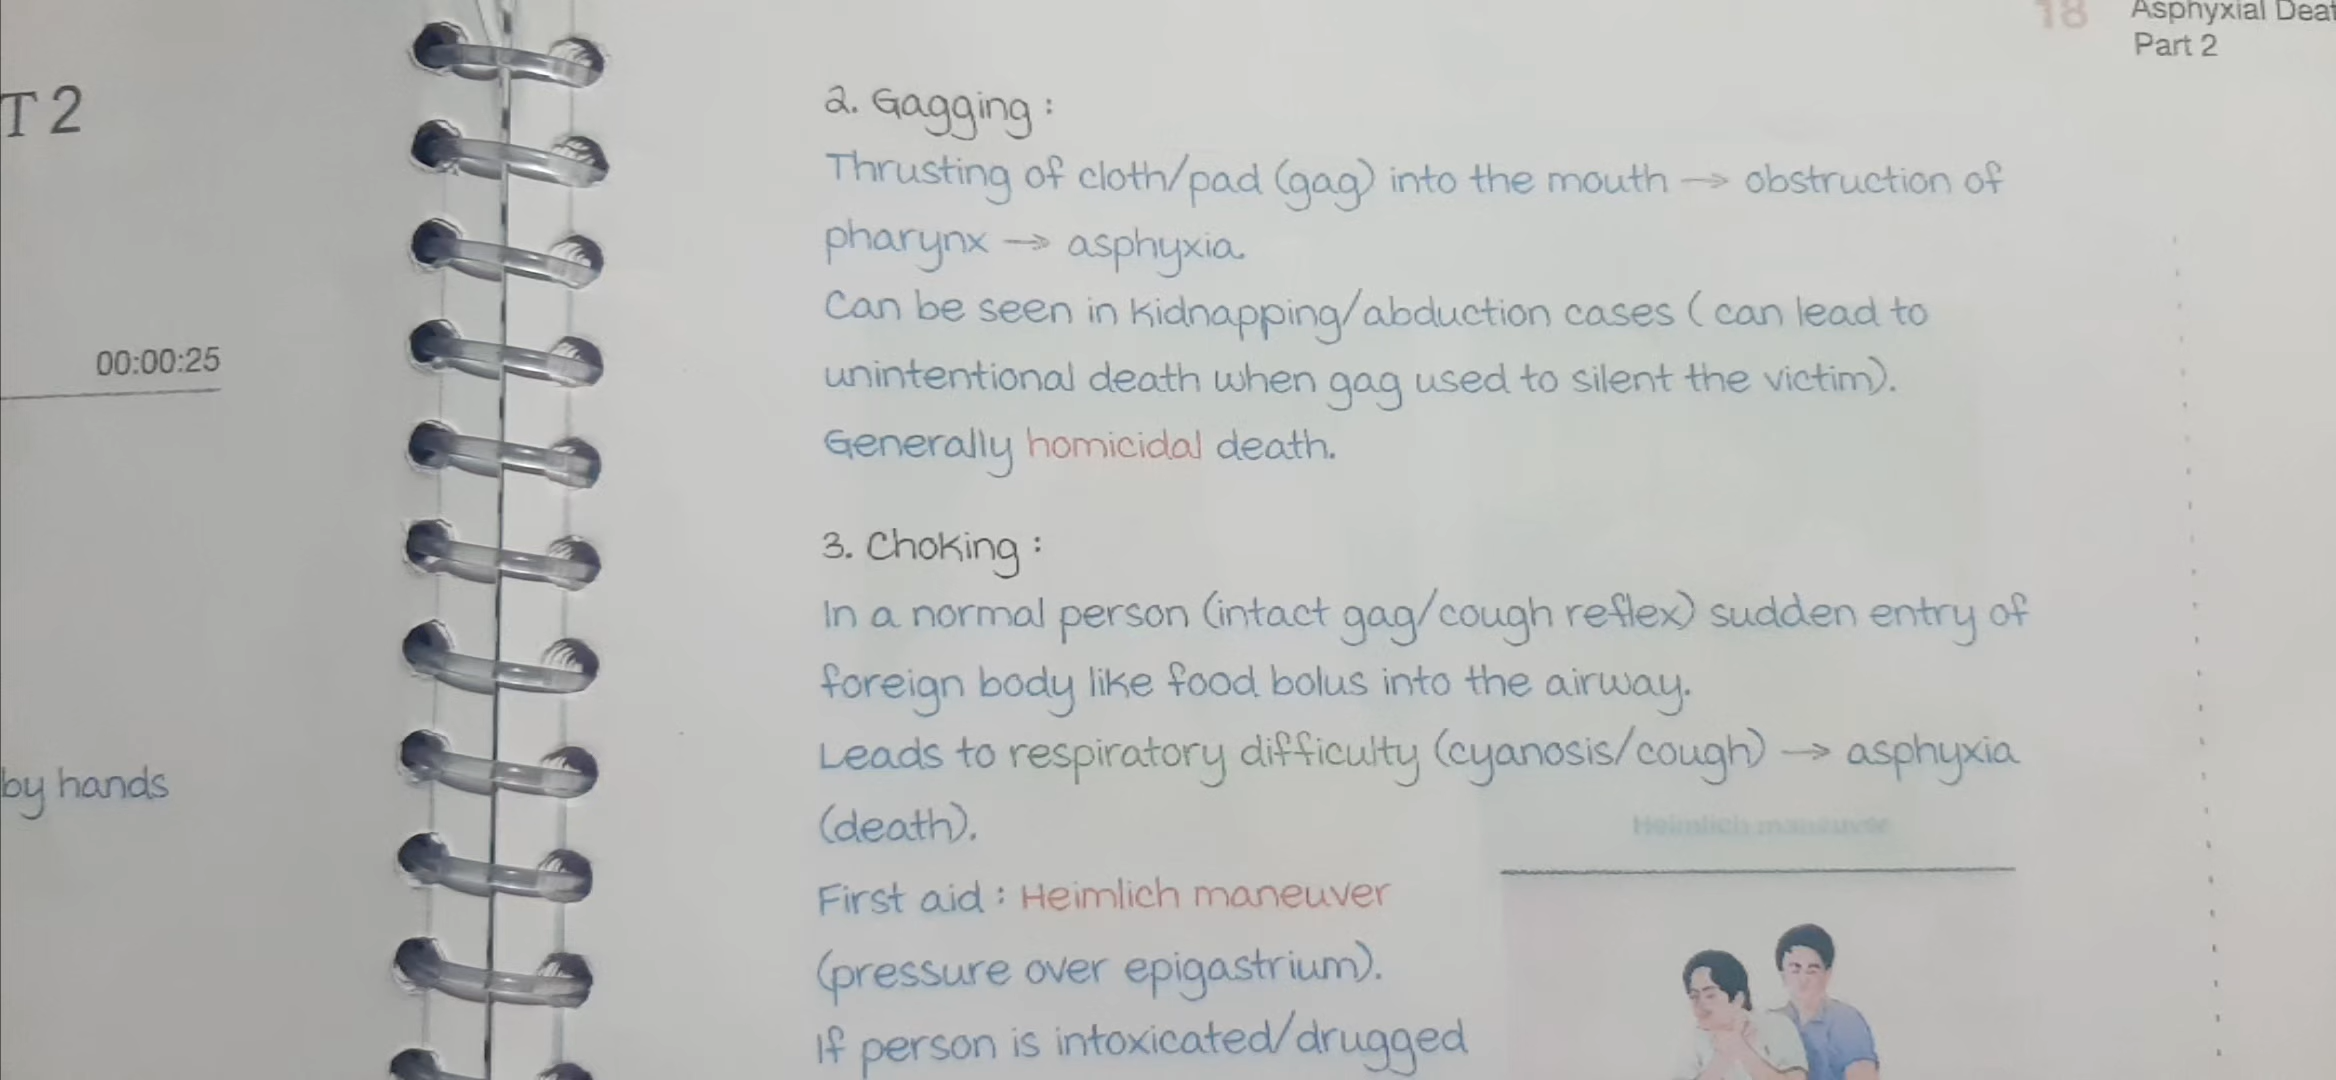 T 2
00:00:25
by hands
18 Asphyxial
Part 2
2. Gagging :
Thrusting of cloth/pad (gag) into the mouth → obstruction of
pharynx → asphyxia.
Can be seen in kidnapping/abduction cases ( can lead to
unintentional death when gag used to silent the victim).
Generally homicidal death.
3. Choking :
In a normal person (intact gag/cough reflex) sudden entry of
foreign body like food bolus into the airway.
Leads to respiratory difficulty (cyanosis/cough) → asphyxia
(death).
Heimlich maneuver
First aid : Heimlich maneuver
(pressure over epigastrium).
If person is intoxicated/drugged